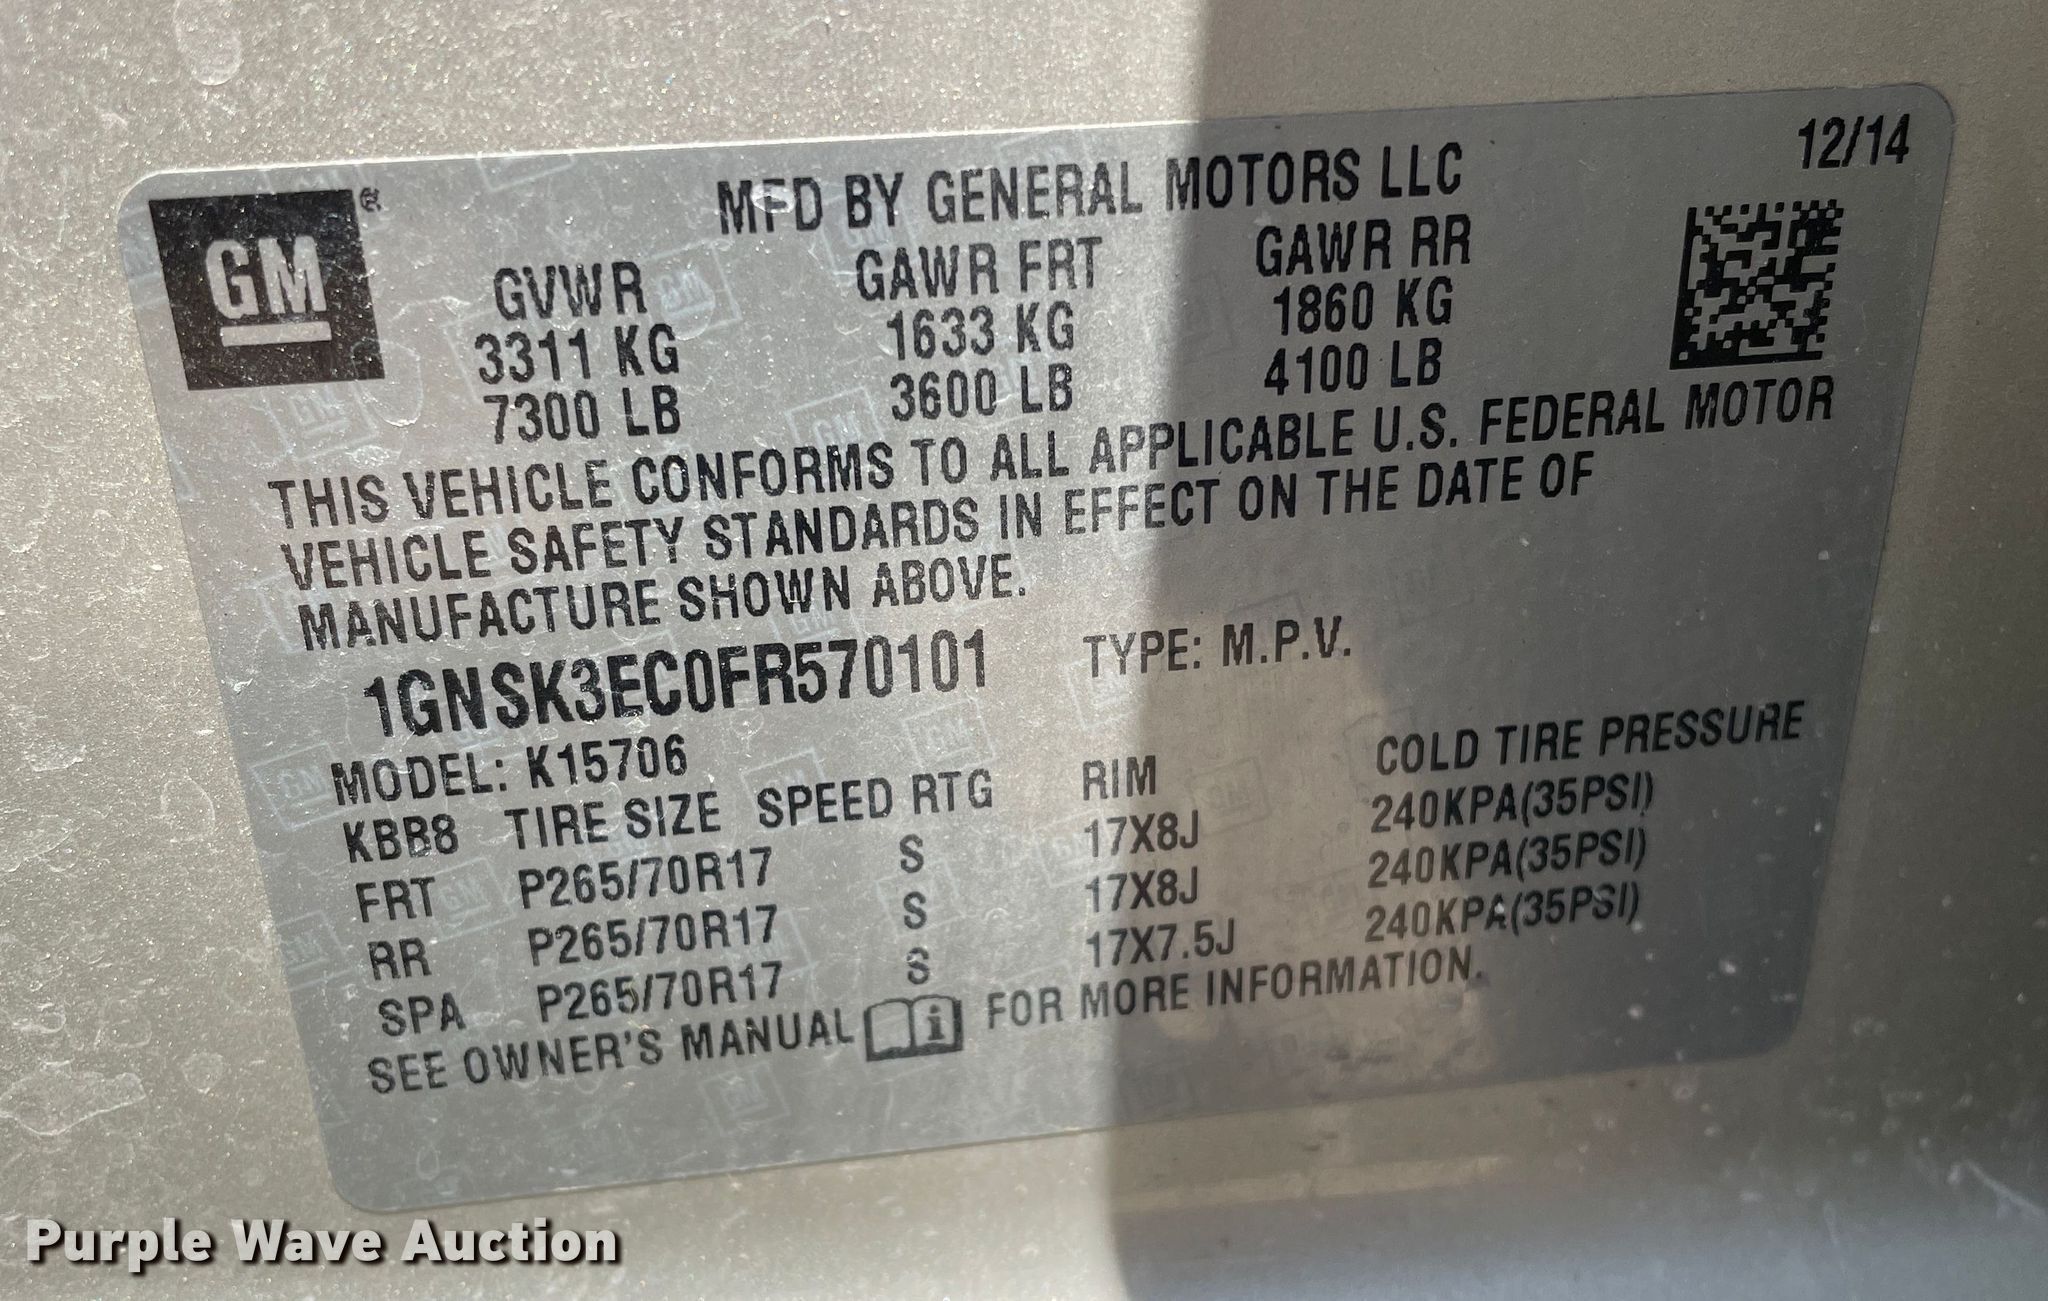 12/14
GM ®
MFD BY GENERAL MOTORS LLC
GVWR GAWR FRT GAWR RR
3311 KG 1633 KG 1860 KG
7300 LB 3600 LB 4100 LB
THIS VEHICLE CONFORMS TO ALL APPLICABLE U.S. FEDERAL MOTOR
VEHICLE SAFETY STANDARDS IN EFFECT ON THE DATE OF
MANUFACTURE SHOWN ABOVE.
1GNSK3EC0FR570101 TYPE: M.P.V.
MODEL: K15706
KBB8 TIRE SIZE SPEED RTG RIM COLD TIRE PRESSURE
FRT P265/70R17 S 17X8J 240KPA(35PSI)
RR P265/70R17 S 17X8J 240KPA(35PSI)
SPA P265/70R17 S 17X7.5J 240KPA(35PSI)
SEE OWNER'S MANUAL i FOR MORE INFORMATION.
Purple Wave Auction